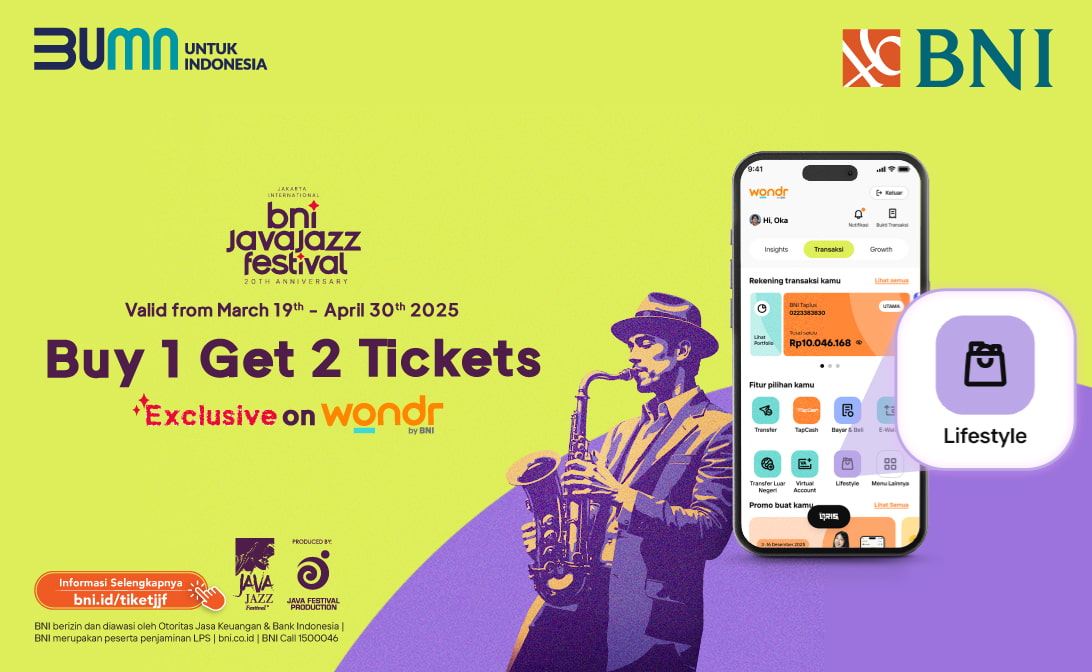 BUMN UNTUK
INDONESIA
BNI
JAKARTA
INTERNATIONAL
bni
JavaJazz
festival
20TH ANNIVERSARY
Valid from March 19th - April 30th 2025
Buy 1 Get 2 Tickets
Exclusive on wondr
by BNI
9:41
wondr
Keluar
Hi, Oka
Notifikasi
Bukti Transaksi
Insights
Transaksi
Growth
Rekening transaksi kamu
Lihat semua
Lihat
Portfolio
BNI Taplus
0223383830
UTAMA
Total saldo
Rp10.046.168
Fitur pilihan kamu
Transfer
TapCash
Bayar & Beli
E-Wal
Transfer Luar
Negeri
Virtual
Account
Lifestyle
Menu Lainnya
Promo buat kamu
Lihat Semua
QRIS
Lifestyle
PRODUCED BY:
JAVA
JAZZ
Festival™
JAVA FESTIVAL
PRODUCTION
Informasi Selengkapnya
bni.id/tiketjjf
BNI berizin dan diawasi oleh Otoritas Jasa Keuangan & Bank Indonesia |
BNI merupakan peserta penjaminan LPS | bni.co.id | BNI Call 1500046